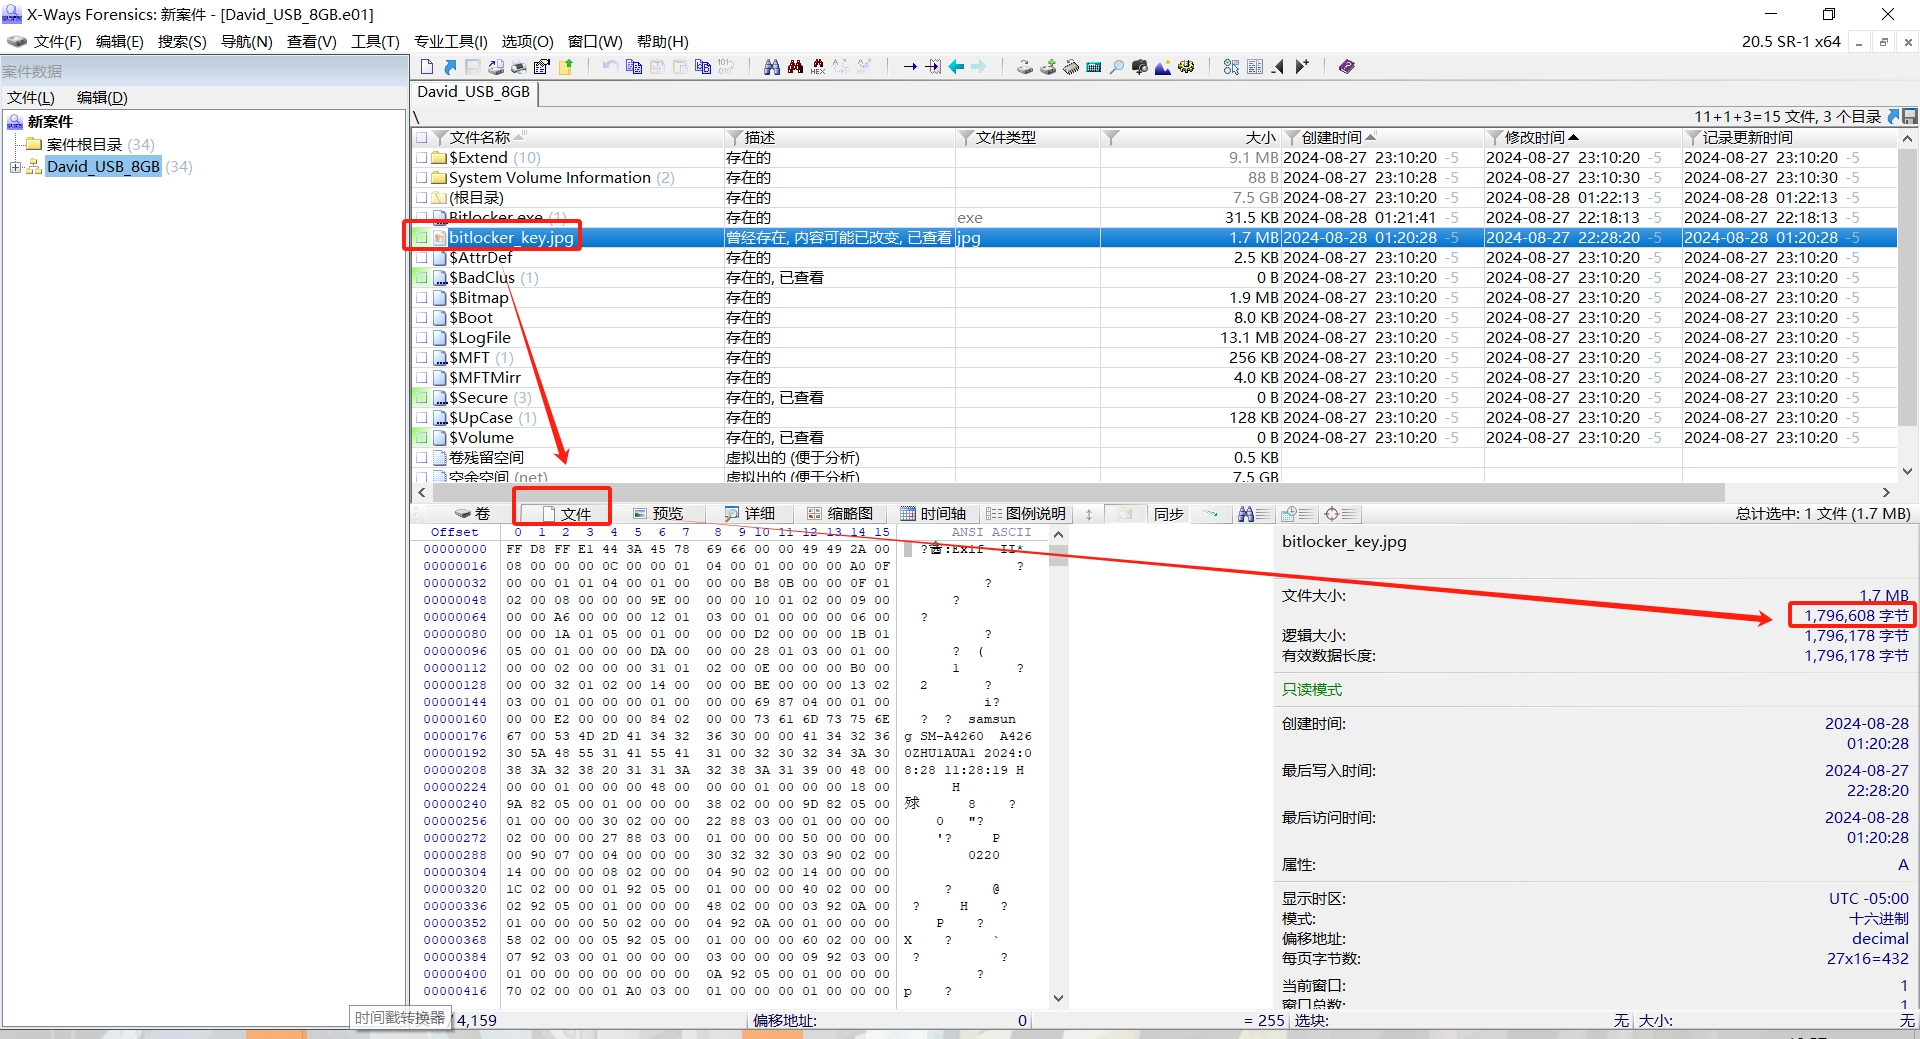 X-Ways Forensics: 新案件 - [David_USB_8GB.e01]
文件(F) 编辑(E) 搜索(S) 导航(N) 查看(V) 工具(T) 专业工具(I) 选项(O) 窗口(W) 帮助(H) 20.5 SR-1 x64
案件数据
文件(L) 编辑(D)
新案件
案件根目录 (34)
David_USB_8GB (34)
David_USB_8GB
\ 11+1+3=15 文件, 3 个目录
文件名称 描述 文件类型 大小 创建时间 修改时间 记录更新时间
$Extend (10) 存在的 9.1 MB 2024-08-27 23:10:20 -5 2024-08-27 23:10:20 -5 2024-08-27 23:10:20 -5
System Volume Information (2) 存在的 88 B 2024-08-27 23:10:28 -5 2024-08-27 23:10:30 -5 2024-08-27 23:10:30 -5
(根目录) 存在的 7.5 GB 2024-08-27 23:10:20 -5 2024-08-28 01:22:13 -5 2024-08-28 01:22:13 -5
Bitlocker.exe (1) 存在的 exe 31.5 KB 2024-08-28 01:21:41 -5 2024-08-27 22:18:13 -5 2024-08-27 22:18:13 -5
bitlocker_key.jpg 曾经存在, 内容可能已改变, 已查看 jpg 1.7 MB 2024-08-28 01:20:28 -5 2024-08-27 22:28:20 -5 2024-08-28 01:20:28 -5
$AttrDef 存在的 2.5 KB 2024-08-27 23:10:20 -5 2024-08-27 23:10:20 -5 2024-08-27 23:10:20 -5
$BadClus (1) 存在的, 已查看 0 B 2024-08-27 23:10:20 -5 2024-08-27 23:10:20 -5 2024-08-27 23:10:20 -5
$Bitmap 存在的 1.9 MB 2024-08-27 23:10:20 -5 2024-08-27 23:10:20 -5 2024-08-27 23:10:20 -5
$Boot 存在的 8.0 KB 2024-08-27 23:10:20 -5 2024-08-27 23:10:20 -5 2024-08-27 23:10:20 -5
$LogFile 存在的 13.1 MB 2024-08-27 23:10:20 -5 2024-08-27 23:10:20 -5 2024-08-27 23:10:20 -5
$MFT (1) 存在的 256 KB 2024-08-27 23:10:20 -5 2024-08-27 23:10:20 -5 2024-08-27 23:10:20 -5
$MFTMirr 存在的 4.0 KB 2024-08-27 23:10:20 -5 2024-08-27 23:10:20 -5 2024-08-27 23:10:20 -5
$Secure (3) 存在的, 已查看 0 B 2024-08-27 23:10:20 -5 2024-08-27 23:10:20 -5 2024-08-27 23:10:20 -5
$UpCase (1) 存在的 128 KB 2024-08-27 23:10:20 -5 2024-08-27 23:10:20 -5 2024-08-27 23:10:20 -5
$Volume 存在的, 已查看 0 B 2024-08-27 23:10:20 -5 2024-08-27 23:10:20 -5 2024-08-27 23:10:20 -5
卷残留空间 虚拟出的 (便于分析) 0.5 KB
空余空间 (net) 虚拟出的 (便于分析) 7.5 GB
卷 文件 预览 详细 缩略图 时间轴 图例说明 同步 总计选中: 1 文件 (1.7 MB)
Offset 0 1 2 3 4 5 6 7 8 9 10 11 12 13 14 15 ANSI ASCII
00000000 FF D8 FF E1 44 3A 45 78 69 66 00 00 49 49 2A 00 :Exif II*
00000016 08 00 00 00 0C 00 00 01 04 00 01 00 00 00 A0 0F ?
00000032 00 00 01 01 04 00 01 00 00 00 B8 0B 00 00 0F 01 ?
00000048 02 00 08 00 00 00 9E 00 00 00 10 01 02 00 09 00 ?
00000064 00 00 A6 00 00 00 12 01 03 00 01 00 00 00 06 00 ?
00000080 00 00 1A 01 05 00 01 00 00 00 D2 00 00 00 1B 01 ?
00000096 05 00 01 00 00 00 DA 00 00 00 28 01 03 00 01 00 ? (
00000112 00 00 02 00 00 00 31 01 02 00 0E 00 00 00 B0 00 1 ?
00000128 00 00 32 01 02 00 14 00 00 00 BE 00 00 00 13 02 2 ?
00000144 03 00 01 00 00 00 01 00 00 00 69 87 04 00 01 00 i?
00000160 00 00 E2 00 00 00 84 02 00 00 73 61 6D 73 75 6E ? ? samsun
00000176 67 00 53 4D 2D 41 34 32 36 30 00 00 41 34 32 36 g SM-A4260 A426
00000192 30 5A 48 55 31 41 55 41 31 00 32 30 32 34 3A 30 0ZHU1AUA1 2024:0
00000208 38 3A 32 38 20 31 31 3A 32 38 3A 31 39 00 48 00 8:28 11:28:19 H
00000224 00 00 01 00 00 00 48 00 00 00 01 00 00 00 18 00 H
00000240 9A 82 05 00 01 00 00 00 38 02 00 00 9D 82 05 00 殏 8 ?
00000256 01 00 00 00 30 02 00 00 22 88 03 00 01 00 00 00 0 "?
00000272 02 00 00 00 27 88 03 00 01 00 00 00 50 00 00 00 '? P
00000288 00 90 07 00 04 00 00 00 30 32 32 30 03 90 02 00 0220
00000304 14 00 00 00 08 02 00 00 04 90 02 00 14 00 00 00
00000320 1C 02 00 00 01 92 05 00 01 00 00 00 40 02 00 00 ? @
00000336 02 92 05 00 01 00 00 00 48 02 00 00 03 92 0A 00 ? H ?
00000352 01 00 00 00 50 02 00 00 04 92 0A 00 01 00 00 00 P ?
00000368 58 02 00 00 05 92 05 00 01 00 00 00 60 02 00 00 X ? `
00000384 07 92 03 00 01 00 00 00 03 00 00 00 09 92 03 00 ? ?
00000400 01 00 00 00 00 00 00 00 0A 92 05 00 01 00 00 00 ?
00000416 70 02 00 00 01 A0 03 00 01 00 00 00 01 00 00 00 p ?
bitlocker_key.jpg
文件大小: 1.7 MB
1,796,608 字节
逻辑大小: 1,796,178 字节
有效数据长度: 1,796,178 字节
只读模式
创建时间: 2024-08-28
01:20:28
最后写入时间: 2024-08-27
22:28:20
最后访问时间: 2024-08-28
01:20:28
属性: A
显示时区: UTC -05:00
模式: 十六进制
偏移地址: decimal
每页字节数: 27x16=432
当前窗口: 1
窗口总数: 1
时间戳转换器
/ 4,159 偏移地址: 0 = 255 选块: 无 大小: 无